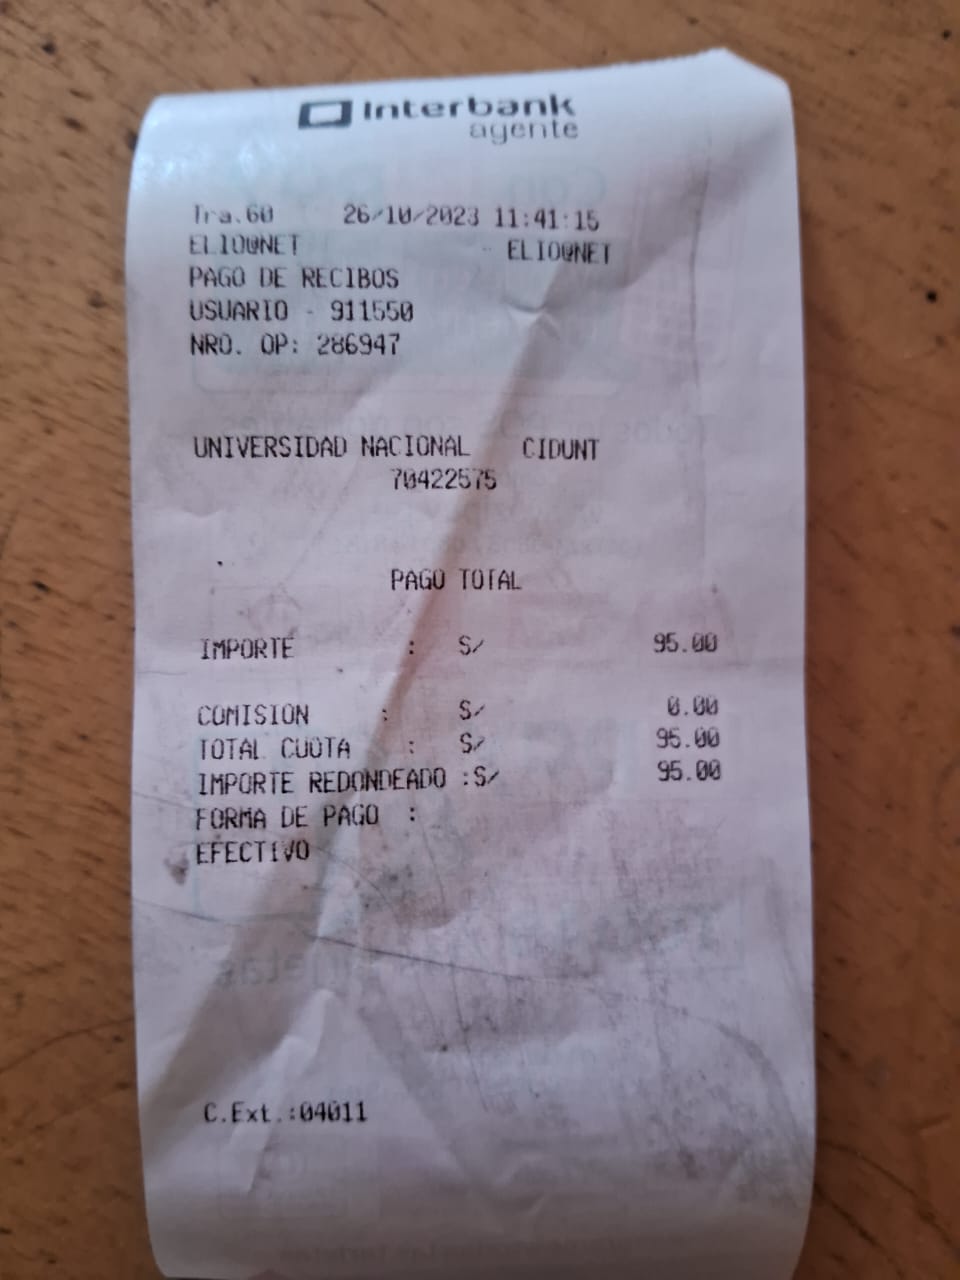 Interbank
agente
Tra.60 26/10/2023 11:41:15
ELIO@NET - ELIO@NET
PAGO DE RECIBOS
USUARIO - 911550
NRO. OP: 286947
UNIVERSIDAD NACIONAL CIDUNT
70422575
PAGO TOTAL
IMPORTE : S/ 95.00
COMISION : S/ 0.00
TOTAL CUOTA : S/ 95.00
IMPORTE REDONDEADO :S/ 95.00
FORMA DE PAGO :
EFECTIVO
C.Ext.:04011